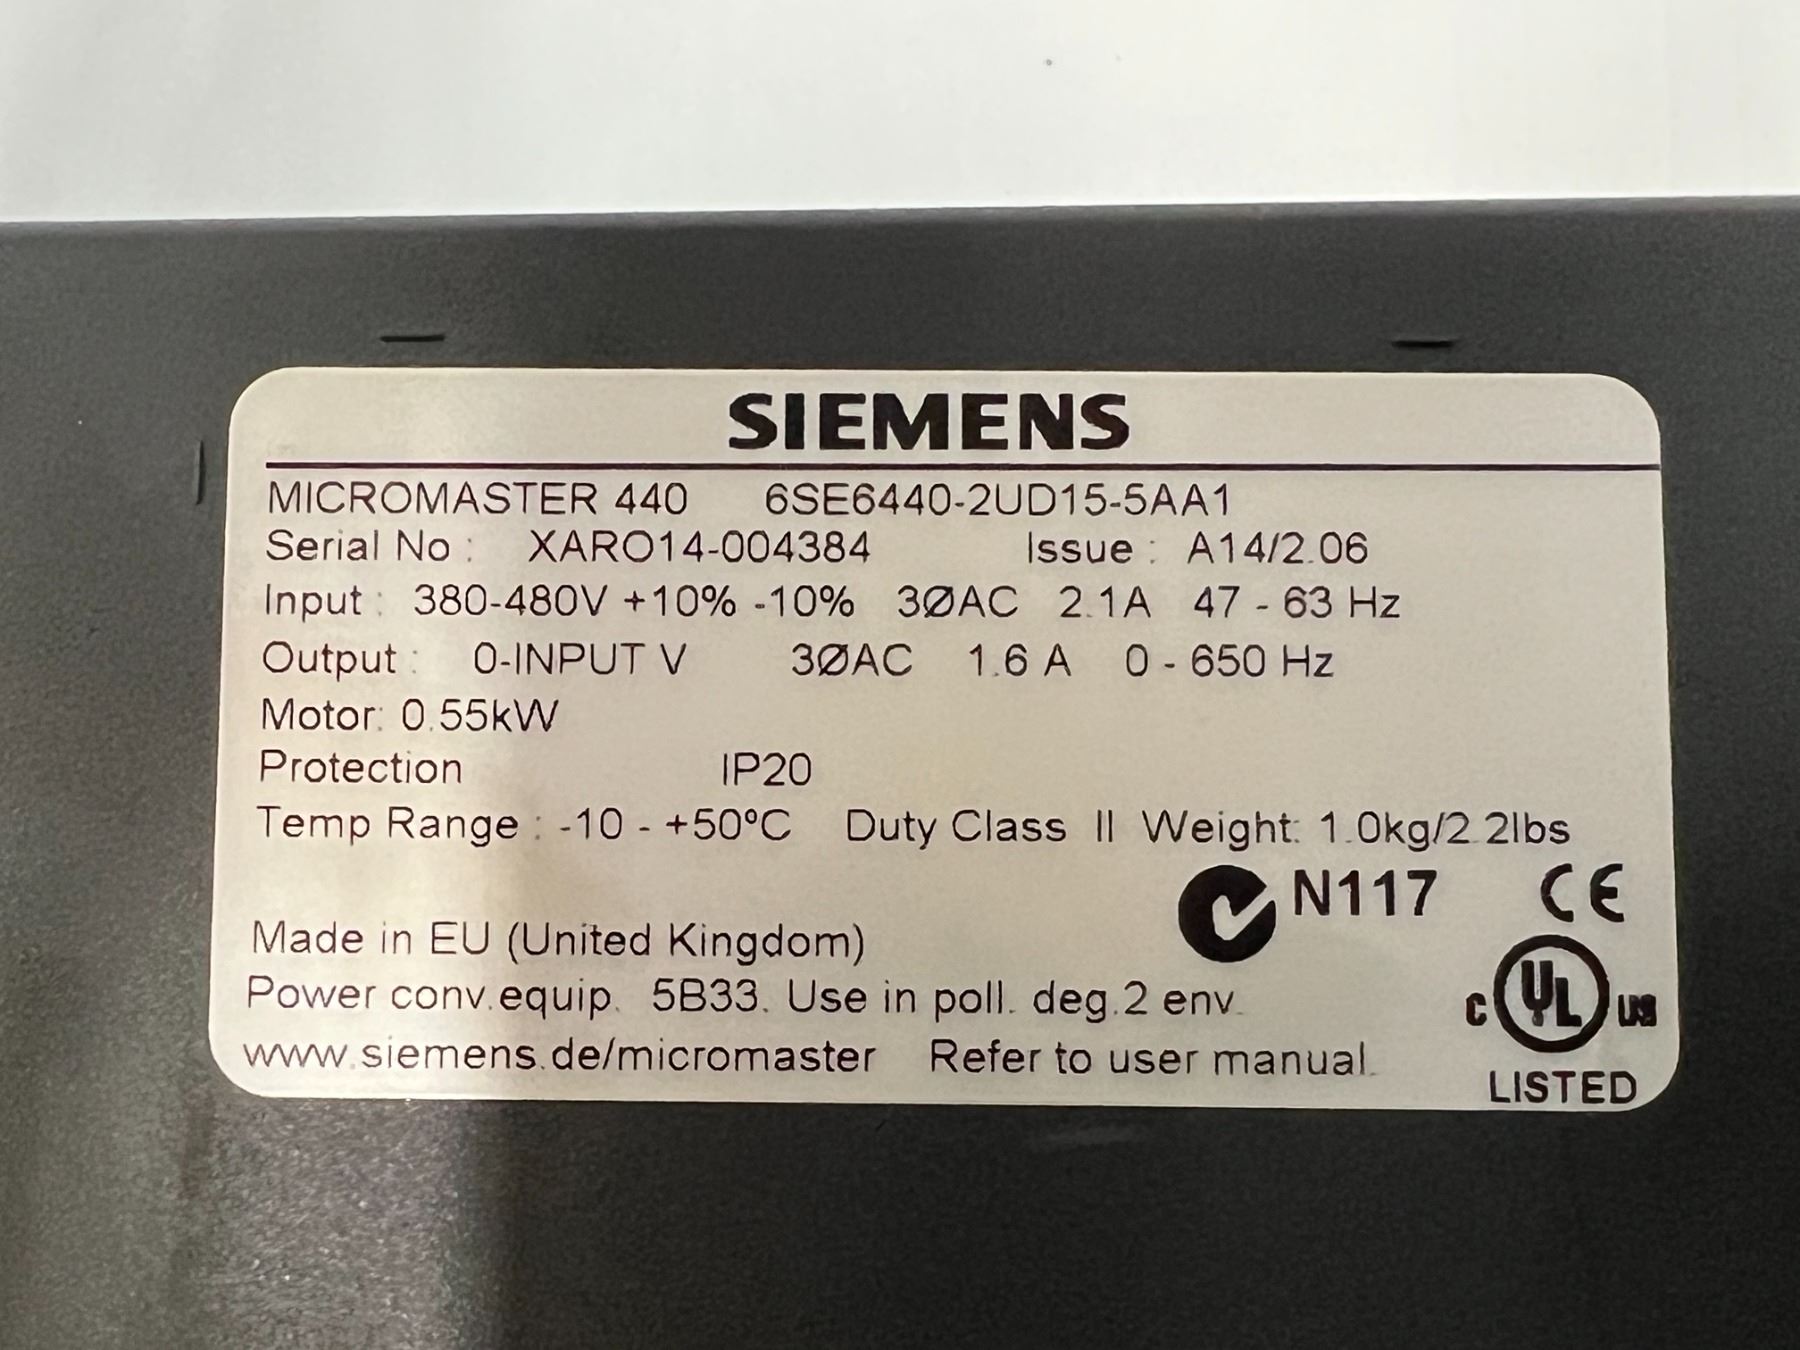 SIEMENS
MICROMASTER 440 6SE6440-2UD15-5AA1
Serial No : XARO14-004384 Issue : A14/2.06
Input : 380-480V +10% -10% 3ØAC 2.1A 47 - 63 Hz
Output : 0-INPUT V 3ØAC 1.6 A 0 - 650 Hz
Motor: 0.55kW
Protection IP20
Temp Range : -10 - +50ºC Duty Class II Weight: 1.0kg/2.2lbs
N117 CE
Made in EU (United Kingdom)
Power conv.equip. 5B33. Use in poll. deg.2 env.
C UL US
www.siemens.de/micromaster Refer to user manual.
LISTED